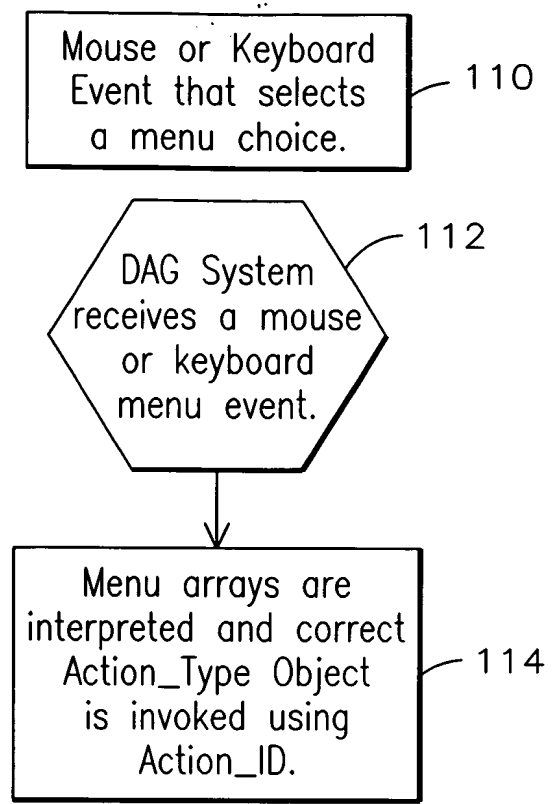 Mouse or Keyboard
Event that selects
a menu choice.
110
DAG System
receives a mouse
or keyboard
menu event.
112
Menu arrays are
interpreted and correct
Action_Type Object
is invoked using
Action_ID.
114